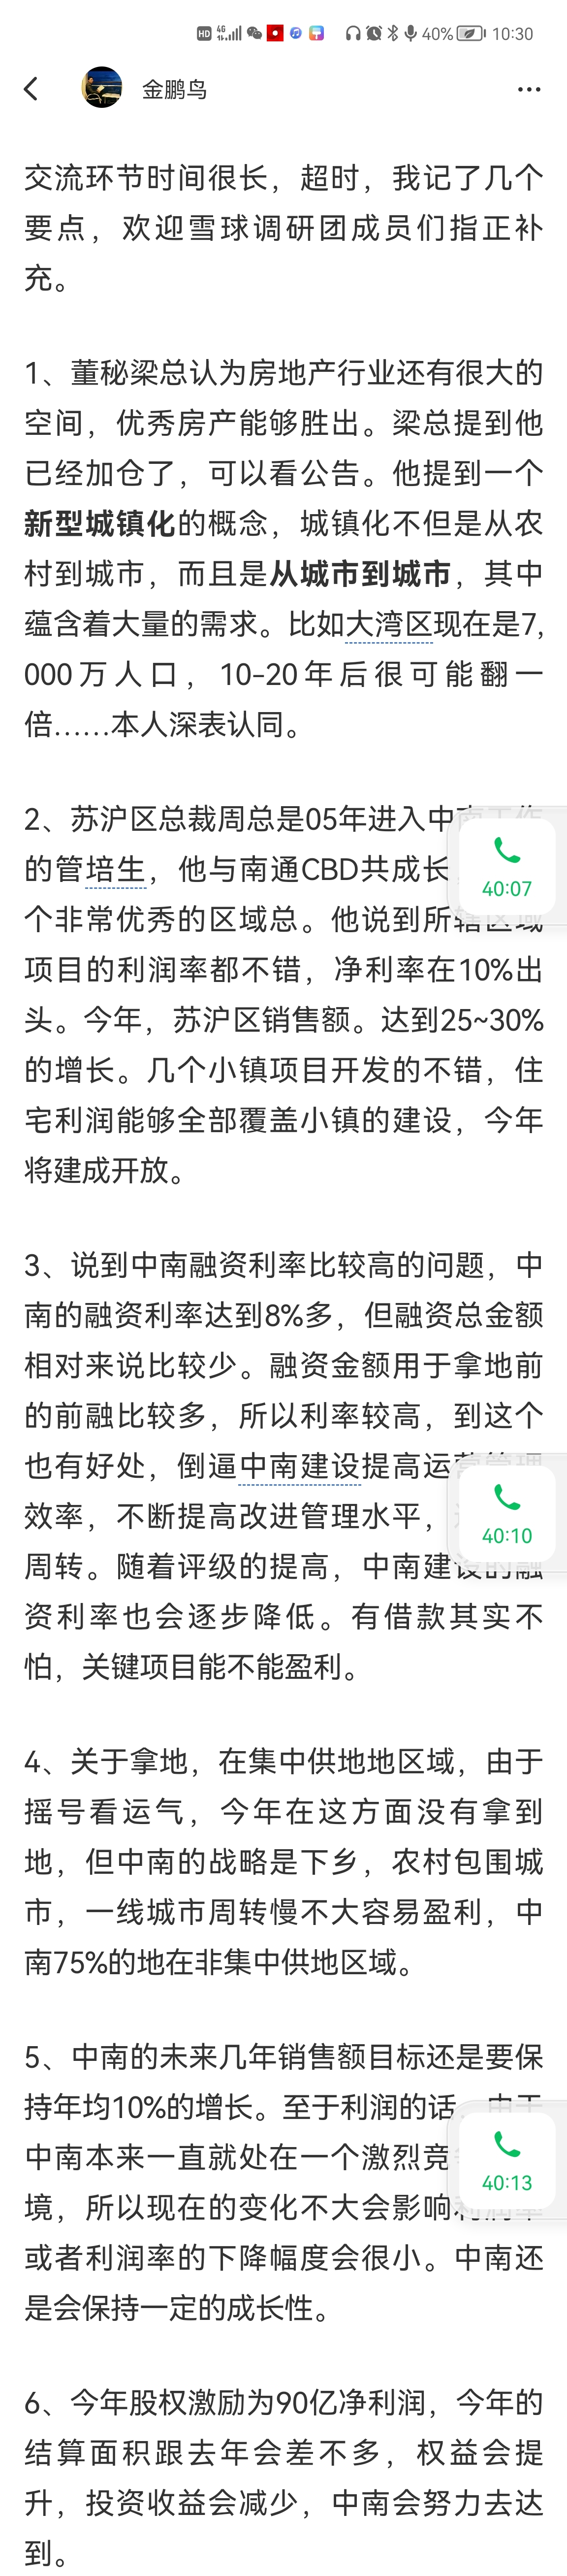 HD 4G 40% 10:30
金鹏鸟
交流环节时间很长，超时，我记了几个
要点，欢迎雪球调研团成员们指正补
充。
1、董秘梁总认为房地产行业还有很大的
空间，优秀房产能够胜出。梁总提到他
已经加仓了，可以看公告。他提到一个
新型城镇化的概念，城镇化不但是从农
村到城市，而且是从城市到城市，其中
蕴含着大量的需求。比如大湾区现在是7,
000万人口，10-20年后很可能翻一
倍……本人深表认同。
2、苏沪区总裁周总是05年进入中南工作
的管培生，他与南通CBD共成长
40:07
个非常优秀的区域总。他说到所辖区域
项目的利润率都不错，净利率在10%出
头。今年，苏沪区销售额。达到25~30%
的增长。几个小镇项目开发的不错，住
宅利润能够全部覆盖小镇的建设，今年
将建成开放。
3、说到中南融资利率比较高的问题，中
南的融资利率达到8%多，但融资总金额
相对来说比较少。融资金额用于拿地前
的前融比较多，所以利率较高，到这个
也有好处，倒逼中南建设提高运营管理
效率，不断提高改进管理水平，
40:10
周转。随着评级的提高，中南建设的融
资利率也会逐步降低。有借款其实不
怕，关键项目能不能盈利。
4、关于拿地，在集中供地地区域，由于
摇号看运气，今年在这方面没有拿到
地，但中南的战略是下乡，农村包围城
市，一线城市周转慢不大容易盈利，中
南75%的地在非集中供地区域。
5、中南的未来几年销售额目标还是要保
持年均10%的增长。至于利润的话，由于
中南本来一直就处在一个激烈竞
40:13
境，所以现在的变化不大会影响利润率
或者利润率的下降幅度会很小。中南还
是会保持一定的成长性。
6、今年股权激励为90亿净利润，今年的
结算面积跟去年会差不多，权益会提
升，投资收益会减少，中南会努力去达
到。